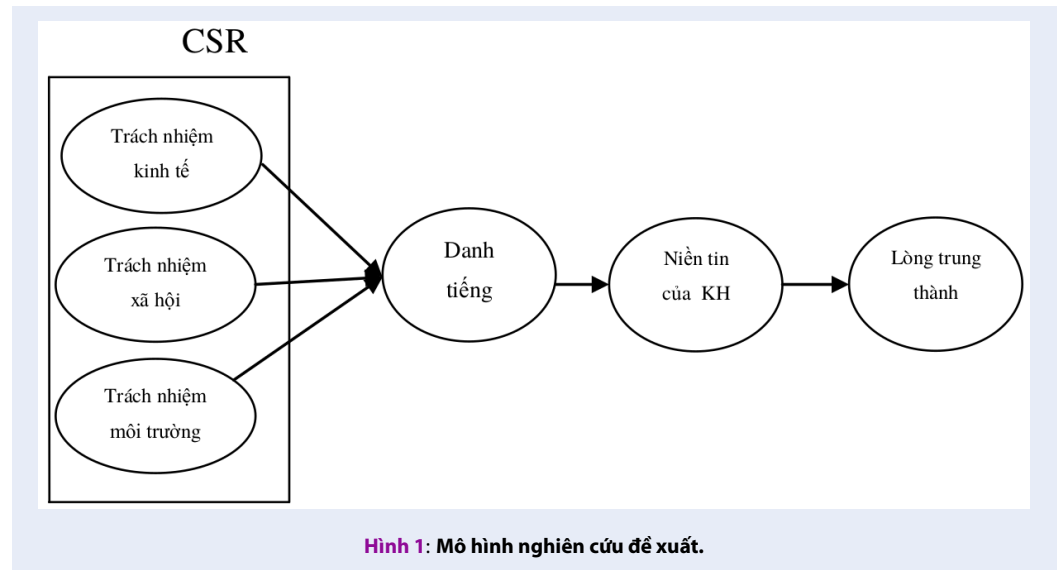 CSR
Trách nhiệm
kinh tế
Trách nhiệm
xã hội
Trách nhiệm
môi trường
Danh
tiếng
Niền tin
của KH
Lòng trung
thành
Hình 1: Mô hình nghiên cứu đề xuất.